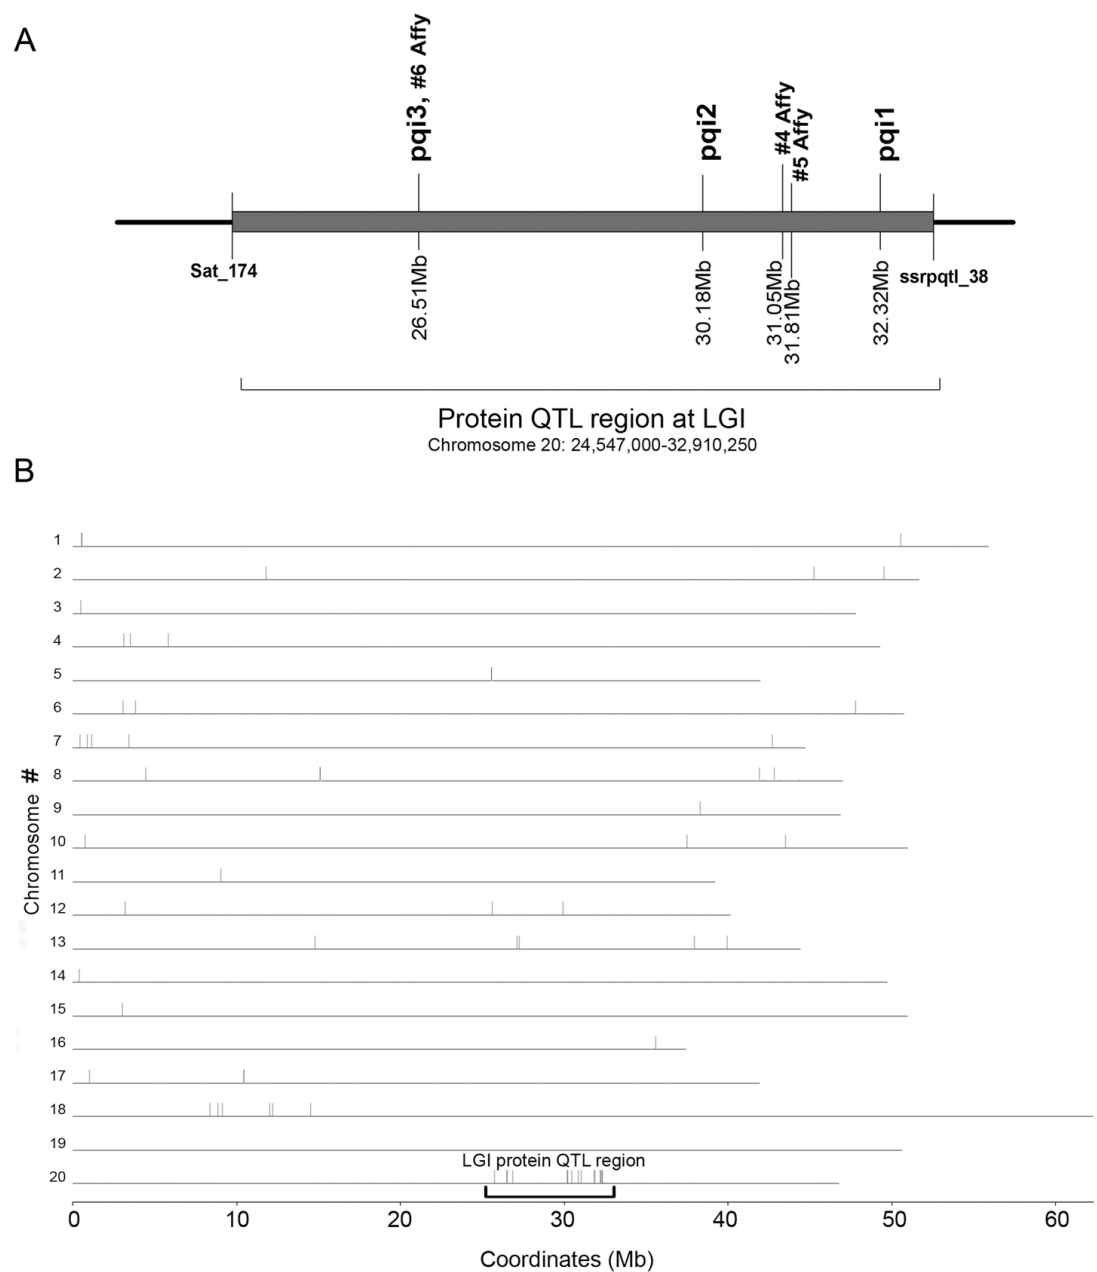 A
pqi3, #6 Affy
pqi2
#4 Affy
#5 Affy
pqi1
Sat_174
ssrpqtl_38
26.51Mb
30.18Mb
31.05Mb
31.81Mb
32.32Mb
Protein QTL region at LGI
Chromosome 20: 24,547,000-32,910,250
B
Chromosome #
1
2
3
4
5
6
7
8
9
10
11
12
13
14
15
16
17
18
19
LGI protein QTL region
20
0 10 20 30 40 50 60
Coordinates (Mb)